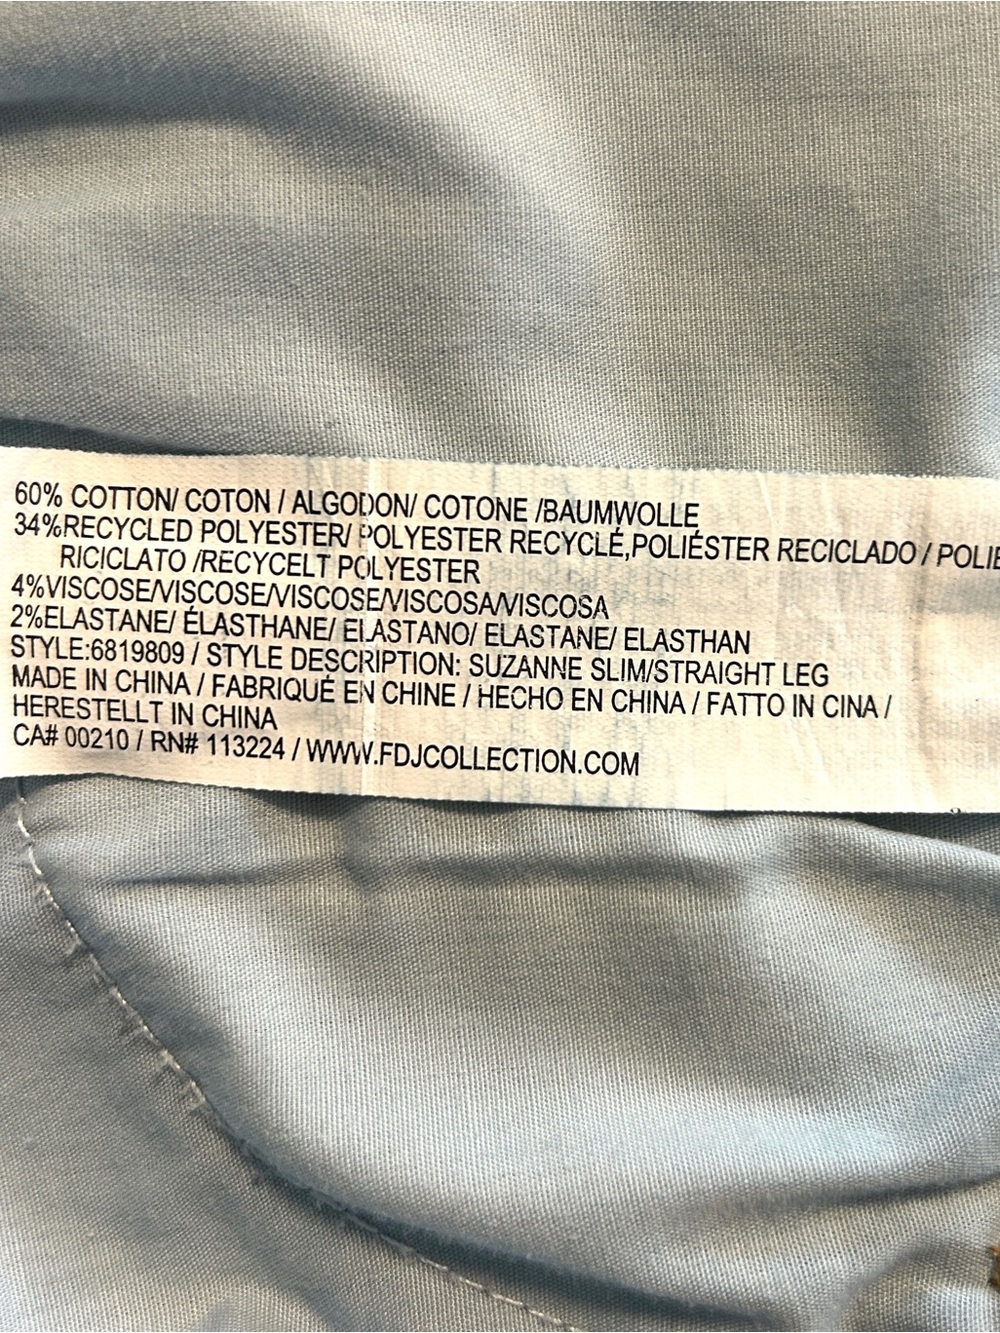 60% COTTON/ COTON / ALGODON/ COTONE /BAUMWOLLE
34%RECYCLED POLYESTER/ POLYESTER RECYCLÉ,POLIÉSTER RECICLADO / POLIE
RICICLATO /RECYCELT POLYESTER
4%VISCOSE/VISCOSE/VISCOSE/VISCOSA/VISCOSA
2%ELASTANE/ ÉLASTHANE/ ELASTANO/ ELASTANE/ ELASTHAN
STYLE:6819809 / STYLE DESCRIPTION: SUZANNE SLIM/STRAIGHT LEG
MADE IN CHINA / FABRIQUÉ EN CHINE / HECHO EN CHINA / FATTO IN CINA /
HERESTELLT IN CHINA
CA# 00210 / RN# 113224 / WWW.FDJCOLLECTION.COM